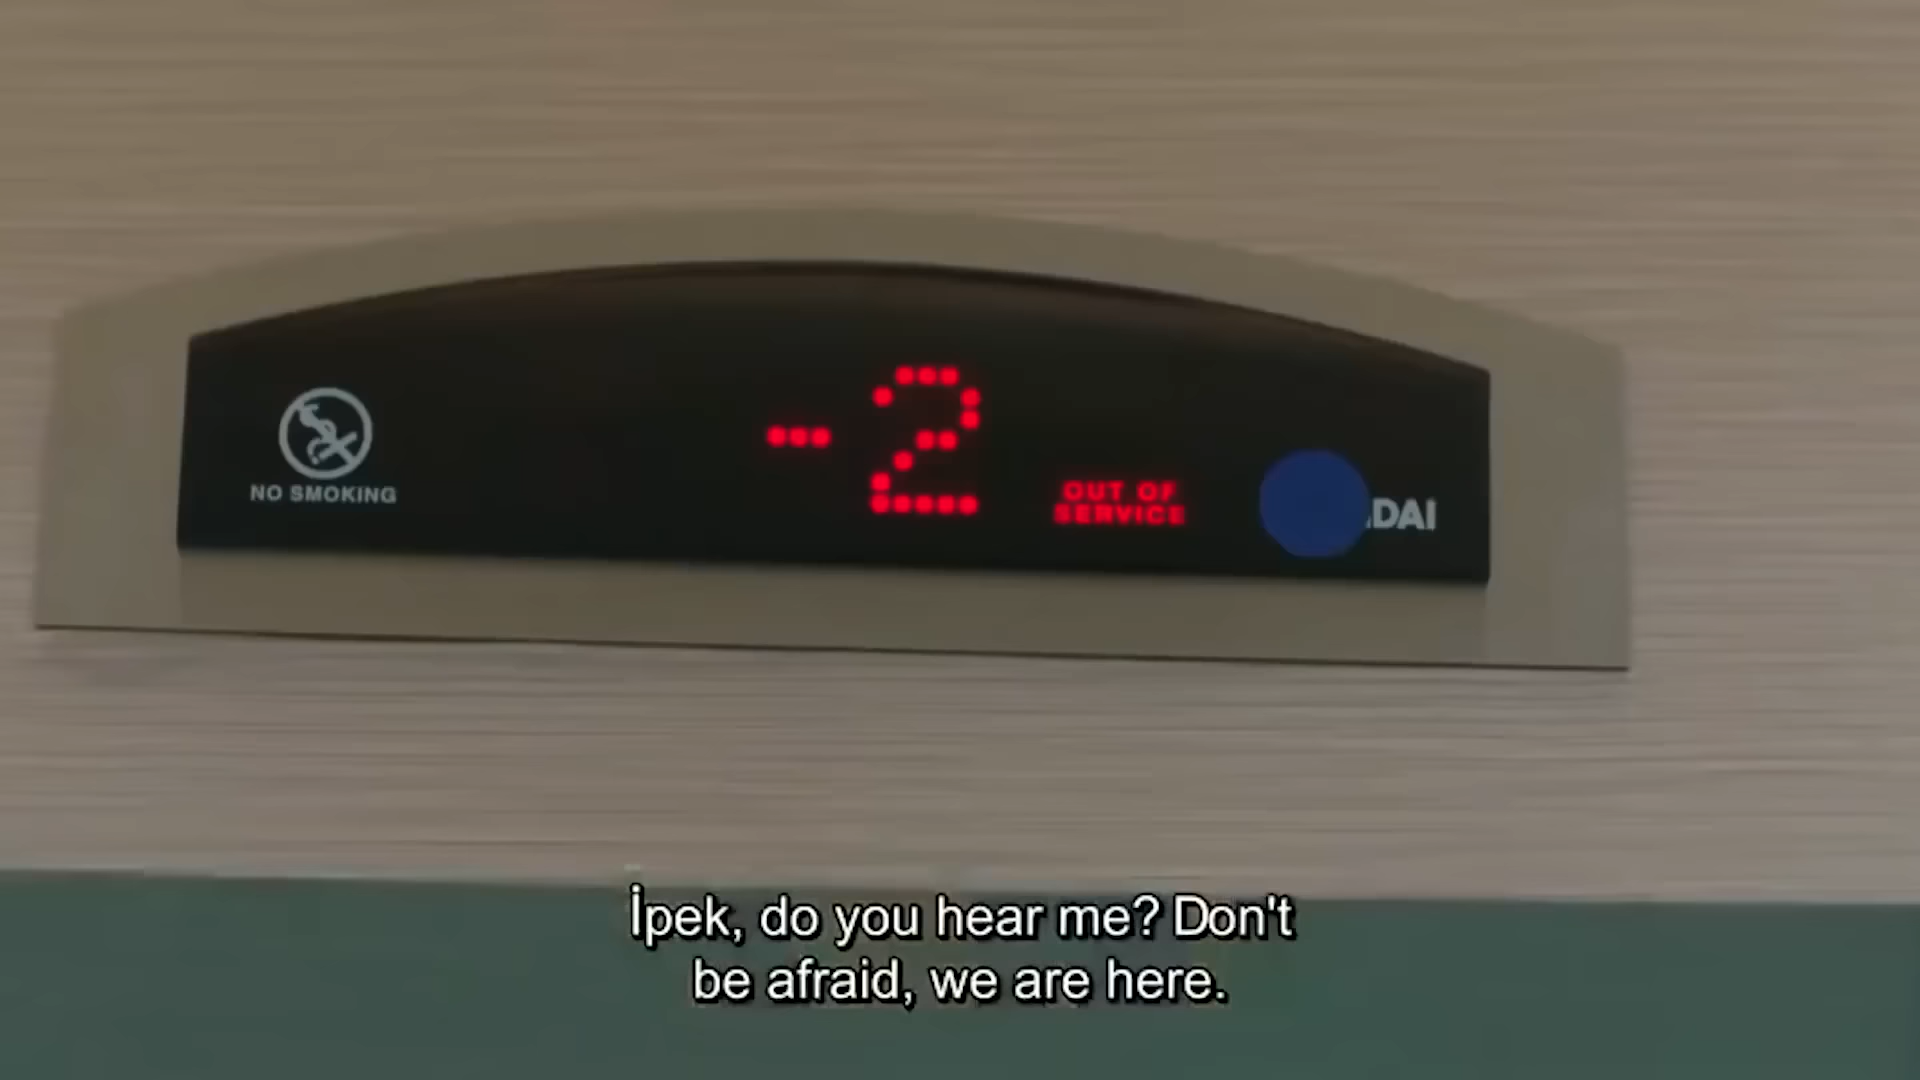 -2
NO SMOKING
OUT OF
SERVICE
DAI
İpek, do you hear me? Don't
be afraid, we are here.